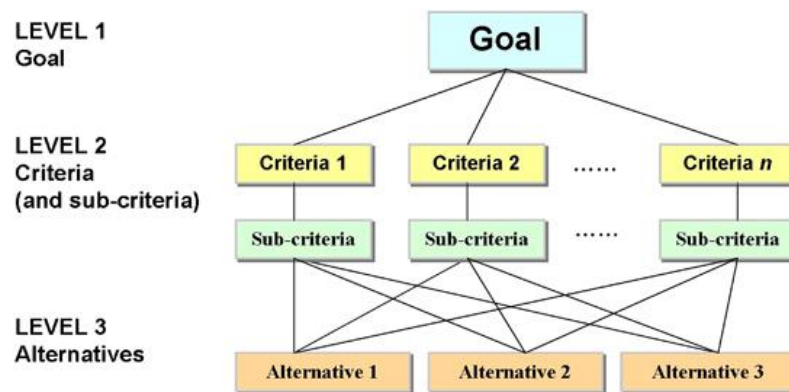 LEVEL 1
Goal
Goal
LEVEL 2
Criteria
(and sub-criteria)
Criteria 1 Criteria 2 ...... Criteria n
Sub-criteria Sub-criteria ...... Sub-criteria
LEVEL 3
Alternatives
Alternative 1 Alternative 2 Alternative 3